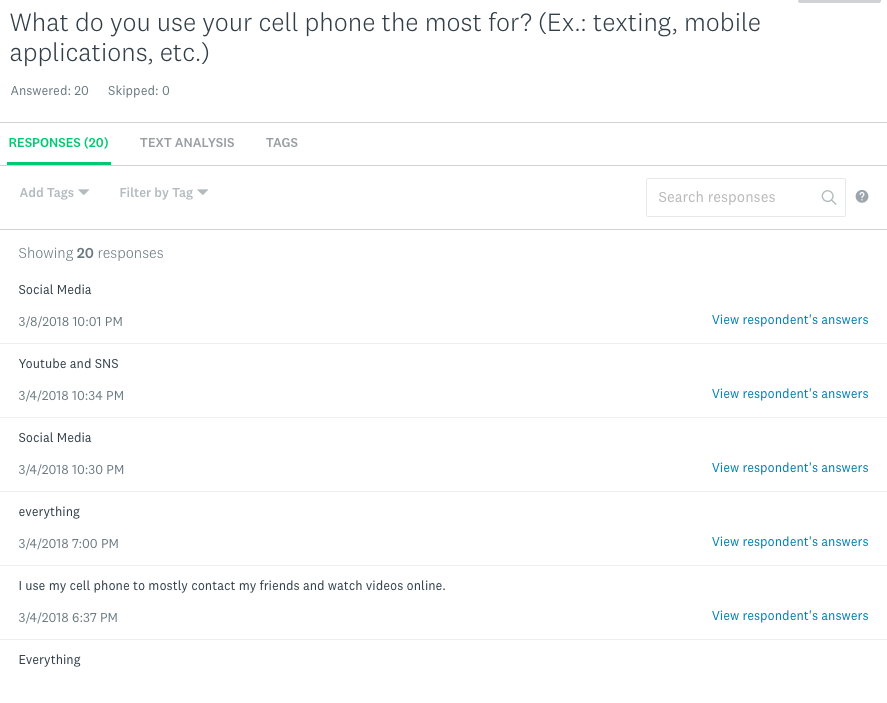 What do you use your cell phone the most for? (Ex.: texting, mobile
applications, etc.)
Answered: 20 Skipped: 0
RESPONSES (20) TEXT ANALYSIS TAGS
Add Tags Filter by Tag Search responses ?
Showing 20 responses
Social Media
3/8/2018 10:01 PM View respondent's answers
Youtube and SNS
3/4/2018 10:34 PM View respondent's answers
Social Media
3/4/2018 10:30 PM View respondent's answers
everything
3/4/2018 7:00 PM View respondent's answers
I use my cell phone to mostly contact my friends and watch videos online.
3/4/2018 6:37 PM View respondent's answers
Everything